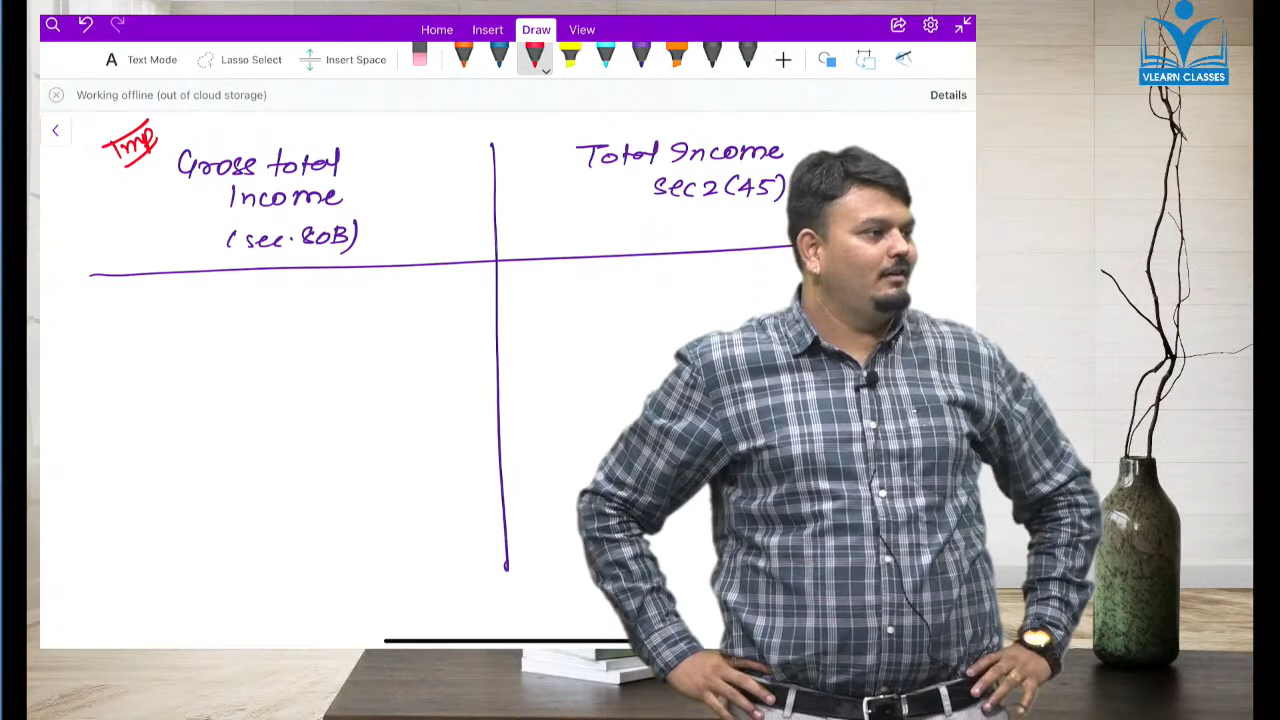 Home Insert Draw View
A Text Mode Lasso Select Insert Space
Working offline (out of cloud storage) Details
Imp
Gross total
Income
(sec. 80B)
Total Income
sec 2(45)
VLEARN CLASSES